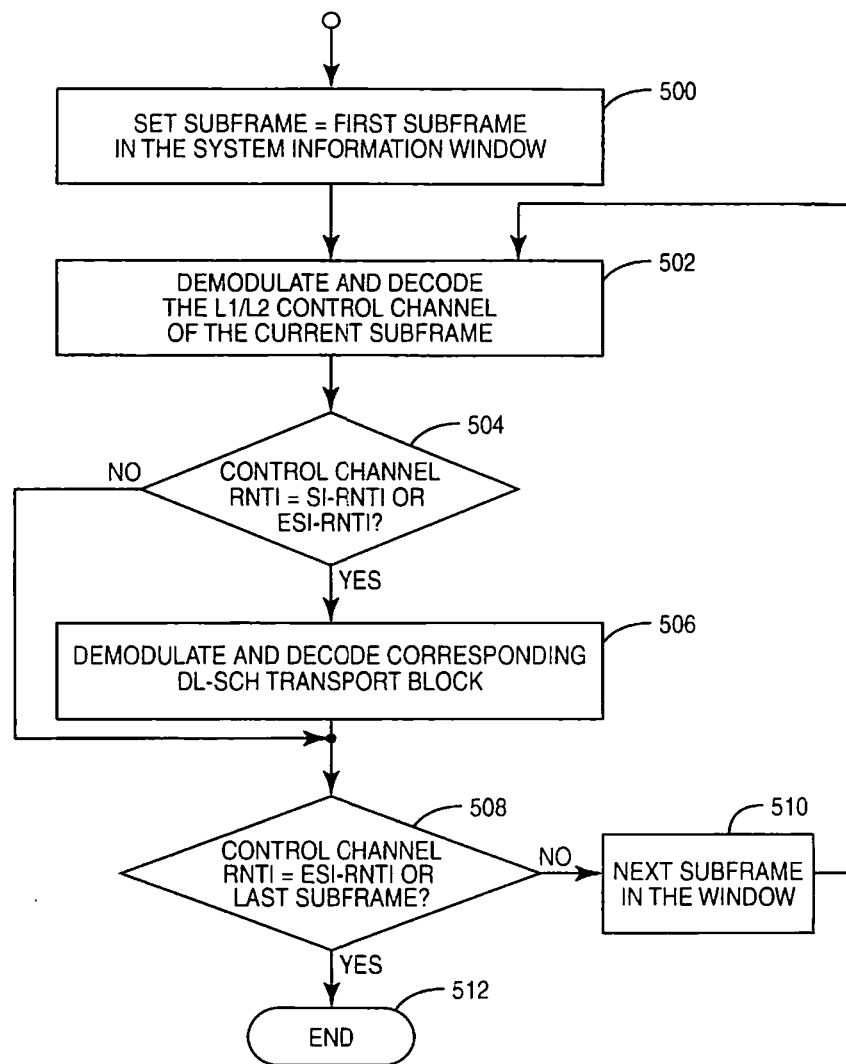 500
SET SUBFRAME = FIRST SUBFRAME
IN THE SYSTEM INFORMATION WINDOW
502
DEMODULATE AND DECODE
THE L1/L2 CONTROL CHANNEL
OF THE CURRENT SUBFRAME
504
NO
CONTROL CHANNEL
RNTI = SI-RNTI OR
ESI-RNTI?
YES
506
DEMODULATE AND DECODE CORRESPONDING
DL-SCH TRANSPORT BLOCK
508
510
CONTROL CHANNEL
RNTI = ESI-RNTI OR
LAST SUBFRAME?
NO
NEXT SUBFRAME
IN THE WINDOW
YES
512
END